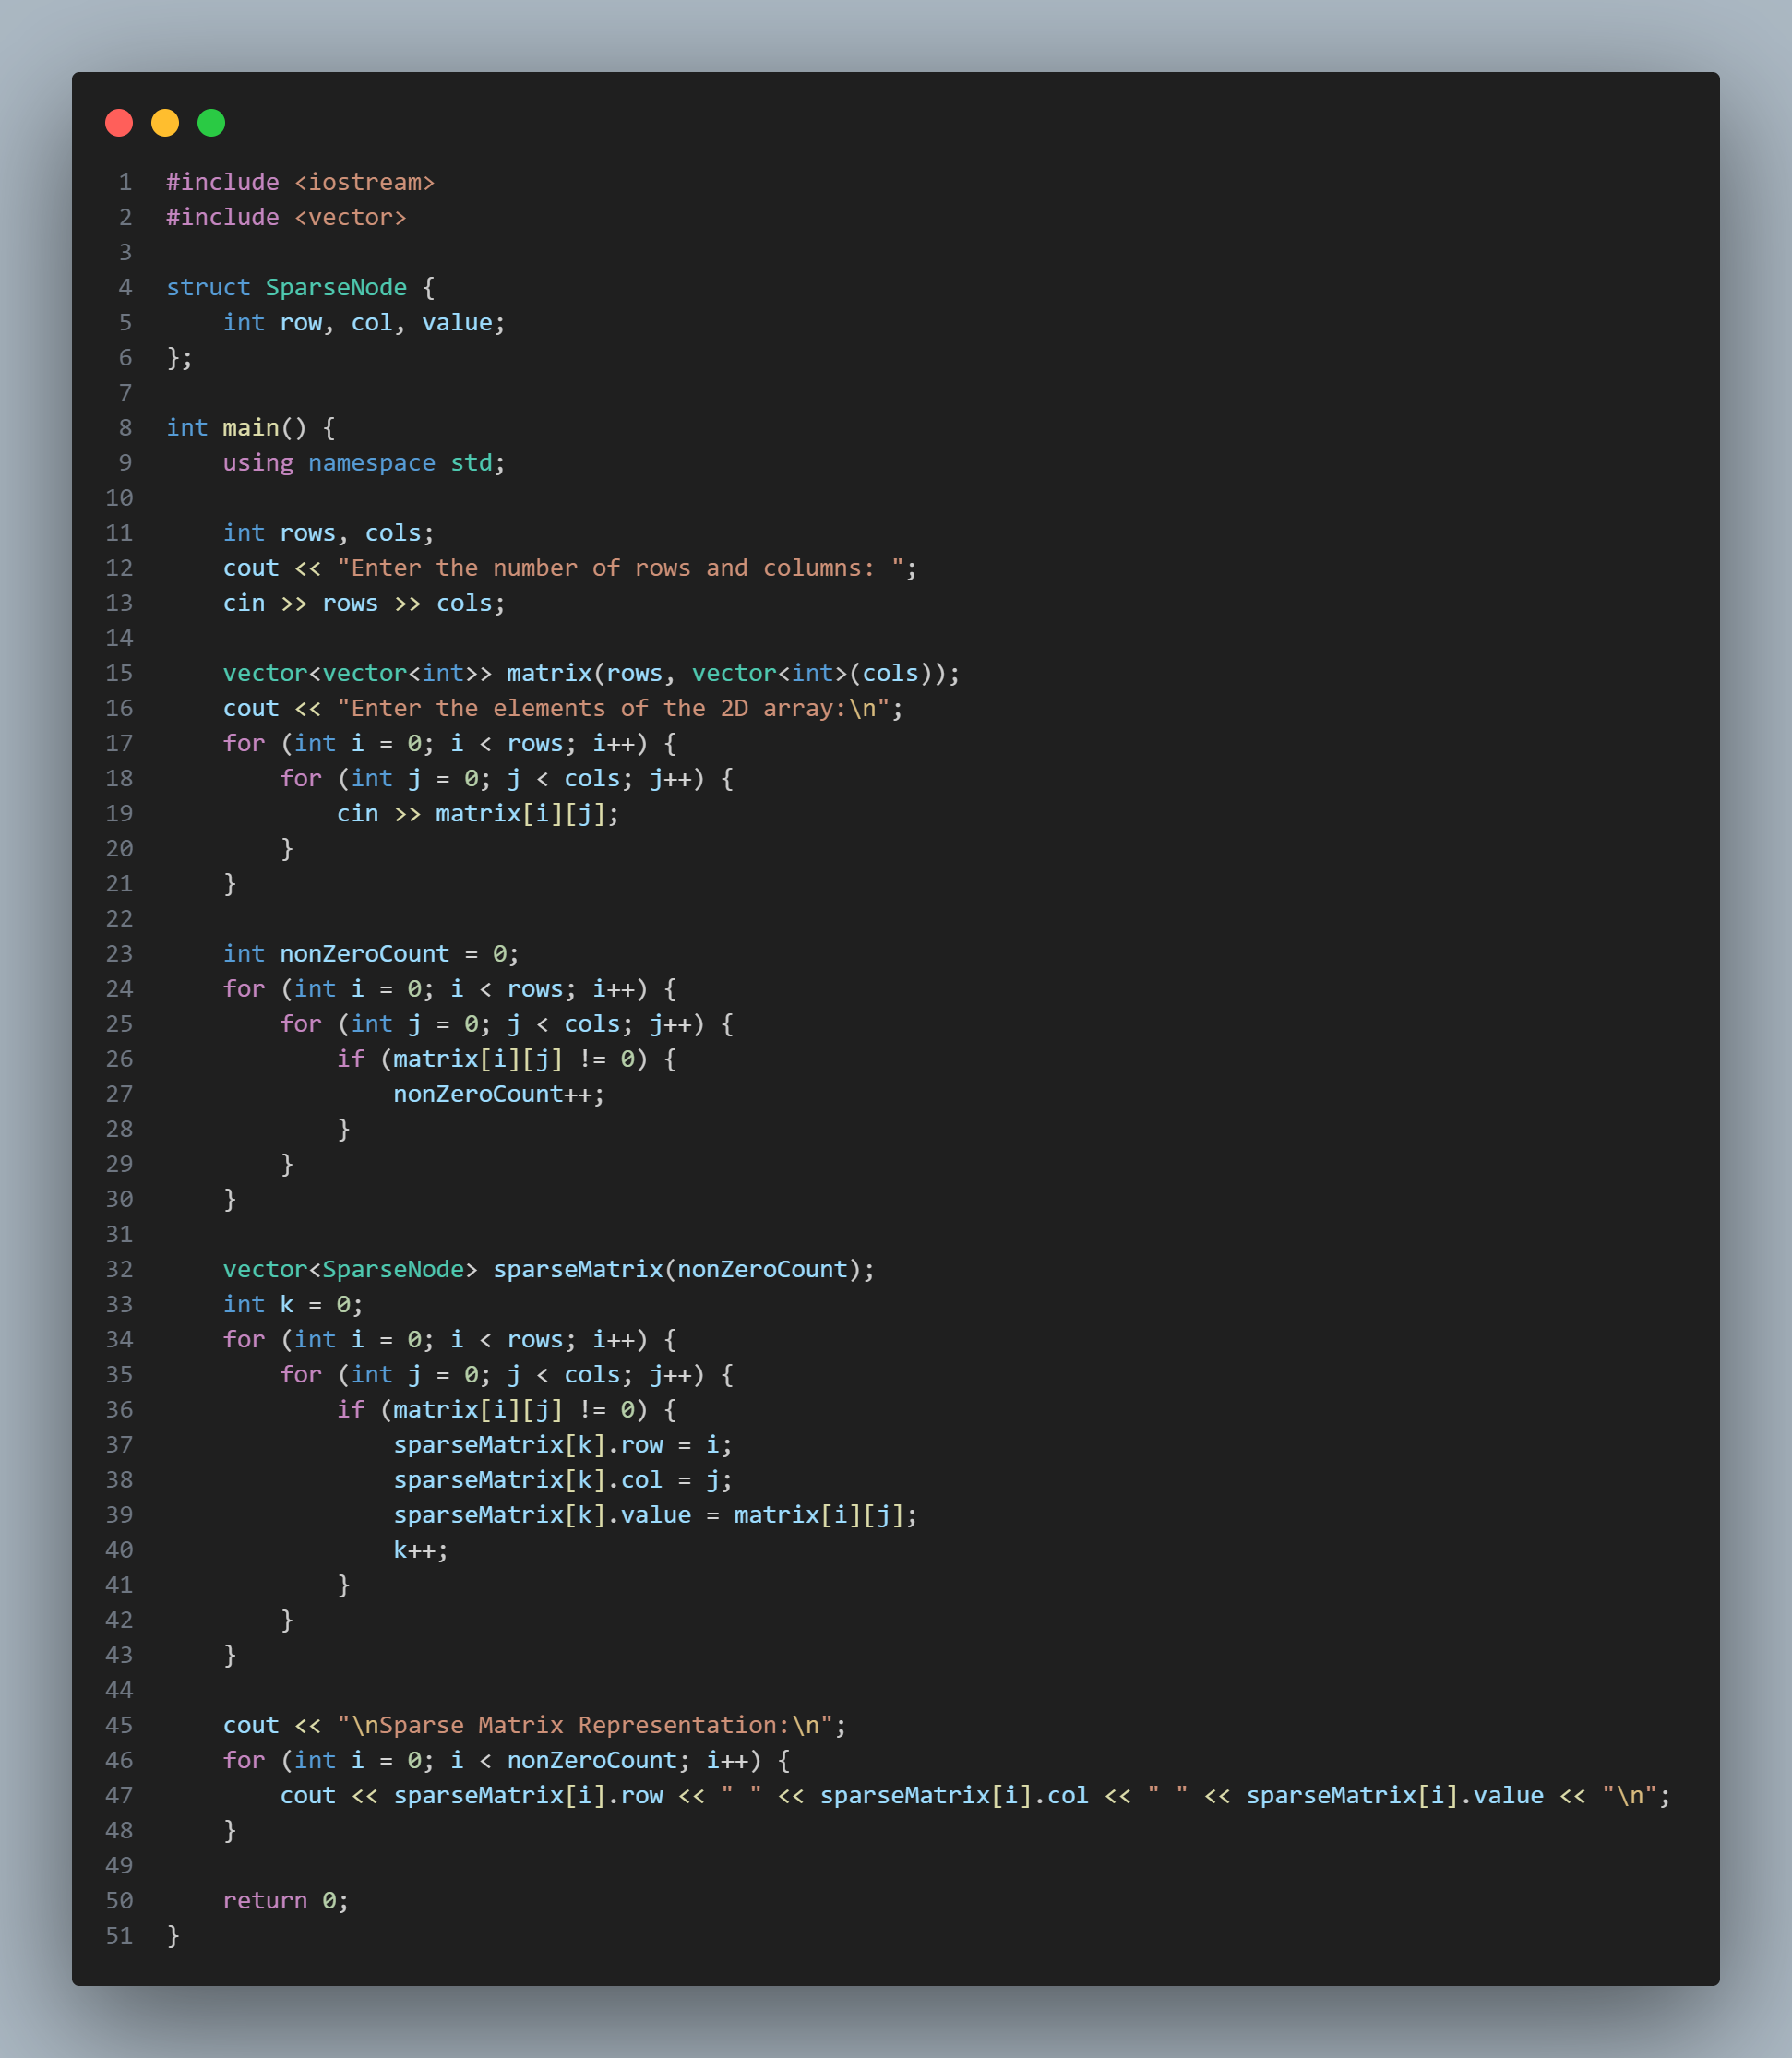 1 #include <iostream>
2 #include <vector>
3
4 struct SparseNode {
5     int row, col, value;
6 };
7
8 int main() {
9     using namespace std;
10
11     int rows, cols;
12     cout << "Enter the number of rows and columns: ";
13     cin >> rows >> cols;
14
15     vector<vector<int>> matrix(rows, vector<int>(cols));
16     cout << "Enter the elements of the 2D array:\n";
17     for (int i = 0; i < rows; i++) {
18         for (int j = 0; j < cols; j++) {
19             cin >> matrix[i][j];
20         }
21     }
22
23     int nonZeroCount = 0;
24     for (int i = 0; i < rows; i++) {
25         for (int j = 0; j < cols; j++) {
26             if (matrix[i][j] != 0) {
27                 nonZeroCount++;
28             }
29         }
30     }
31
32     vector<SparseNode> sparseMatrix(nonZeroCount);
33     int k = 0;
34     for (int i = 0; i < rows; i++) {
35         for (int j = 0; j < cols; j++) {
36             if (matrix[i][j] != 0) {
37                 sparseMatrix[k].row = i;
38                 sparseMatrix[k].col = j;
39                 sparseMatrix[k].value = matrix[i][j];
40                 k++;
41             }
42         }
43     }
44
45     cout << "\nSparse Matrix Representation:\n";
46     for (int i = 0; i < nonZeroCount; i++) {
47         cout << sparseMatrix[i].row << " " << sparseMatrix[i].col << " " << sparseMatrix[i].value << "\n";
48     }
49
50     return 0;
51 }